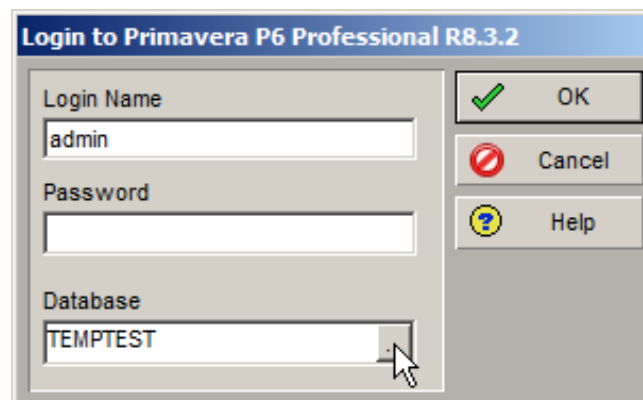 Login to Primavera P6 Professional R8.3.2
Login Name
admin
Password
Database
TEMPTEST
OK
Cancel
Help